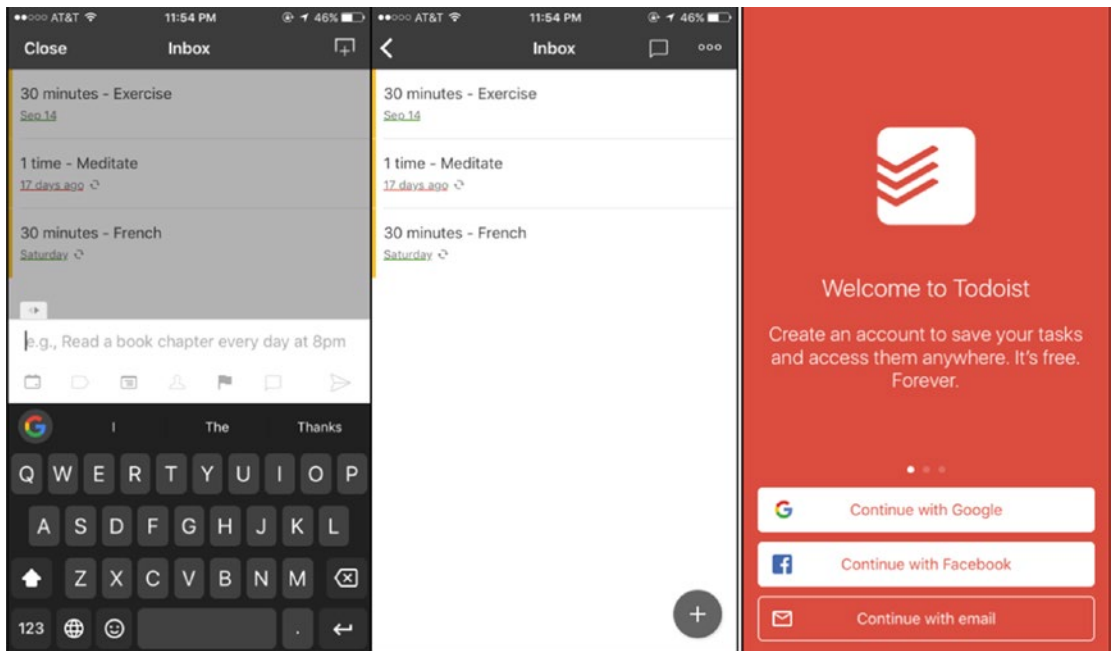 AT&T 11:54 PM 46%
Close Inbox
30 minutes - Exercise
Sep 14
1 time - Meditate
17 days ago
30 minutes - French
Saturday
e.g., Read a book chapter every day at 8pm
G I The Thanks
Q W E R T Y U I O P
A S D F G H J K L
Z X C V B N M
123 .
AT&T 11:54 PM 46%
Inbox
30 minutes - Exercise
Sep 14
1 time - Meditate
17 days ago
30 minutes - French
Saturday
+
Welcome to Todoist
Create an account to save your tasks
and access them anywhere. It's free.
Forever.
G Continue with Google
f Continue with Facebook
Continue with email